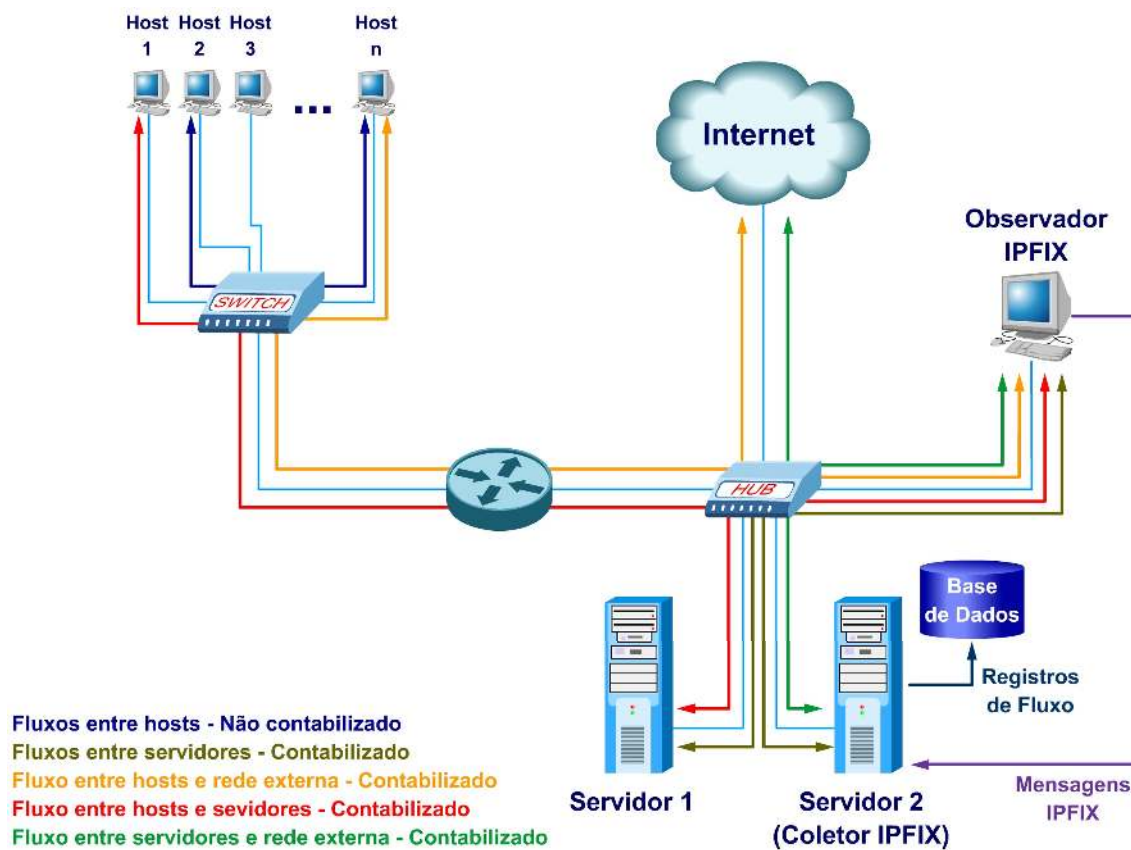 Host
1
Host
2
Host
3
Host
n
...
Internet
Observador
IPFIX
SWITCH
HUB
Base
de Dados
Registros
de Fluxo
Mensagens
IPFIX
Servidor 1
Servidor 2
(Coletor IPFIX)
Fluxos entre hosts - Não contabilizado
Fluxos entre servidores - Contabilizado
Fluxo entre hosts e rede externa - Contabilizado
Fluxo entre hosts e sevidores - Contabilizado
Fluxo entre servidores e rede externa - Contabilizado